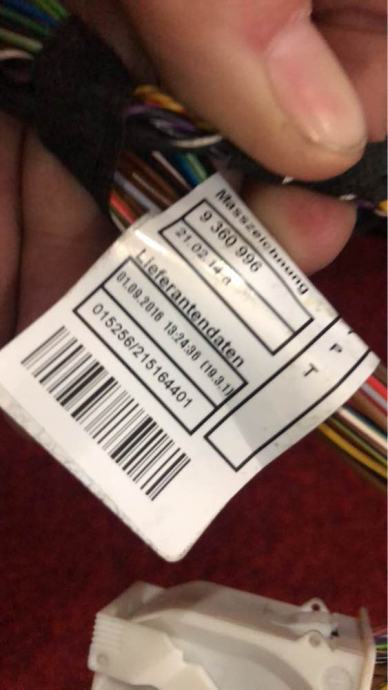 Masszeichnung
9 360 996
21.02.14 a
Lieferantendaten
01.09.2016 13:24:36 (19.3.1)
015256/215164401
P
T